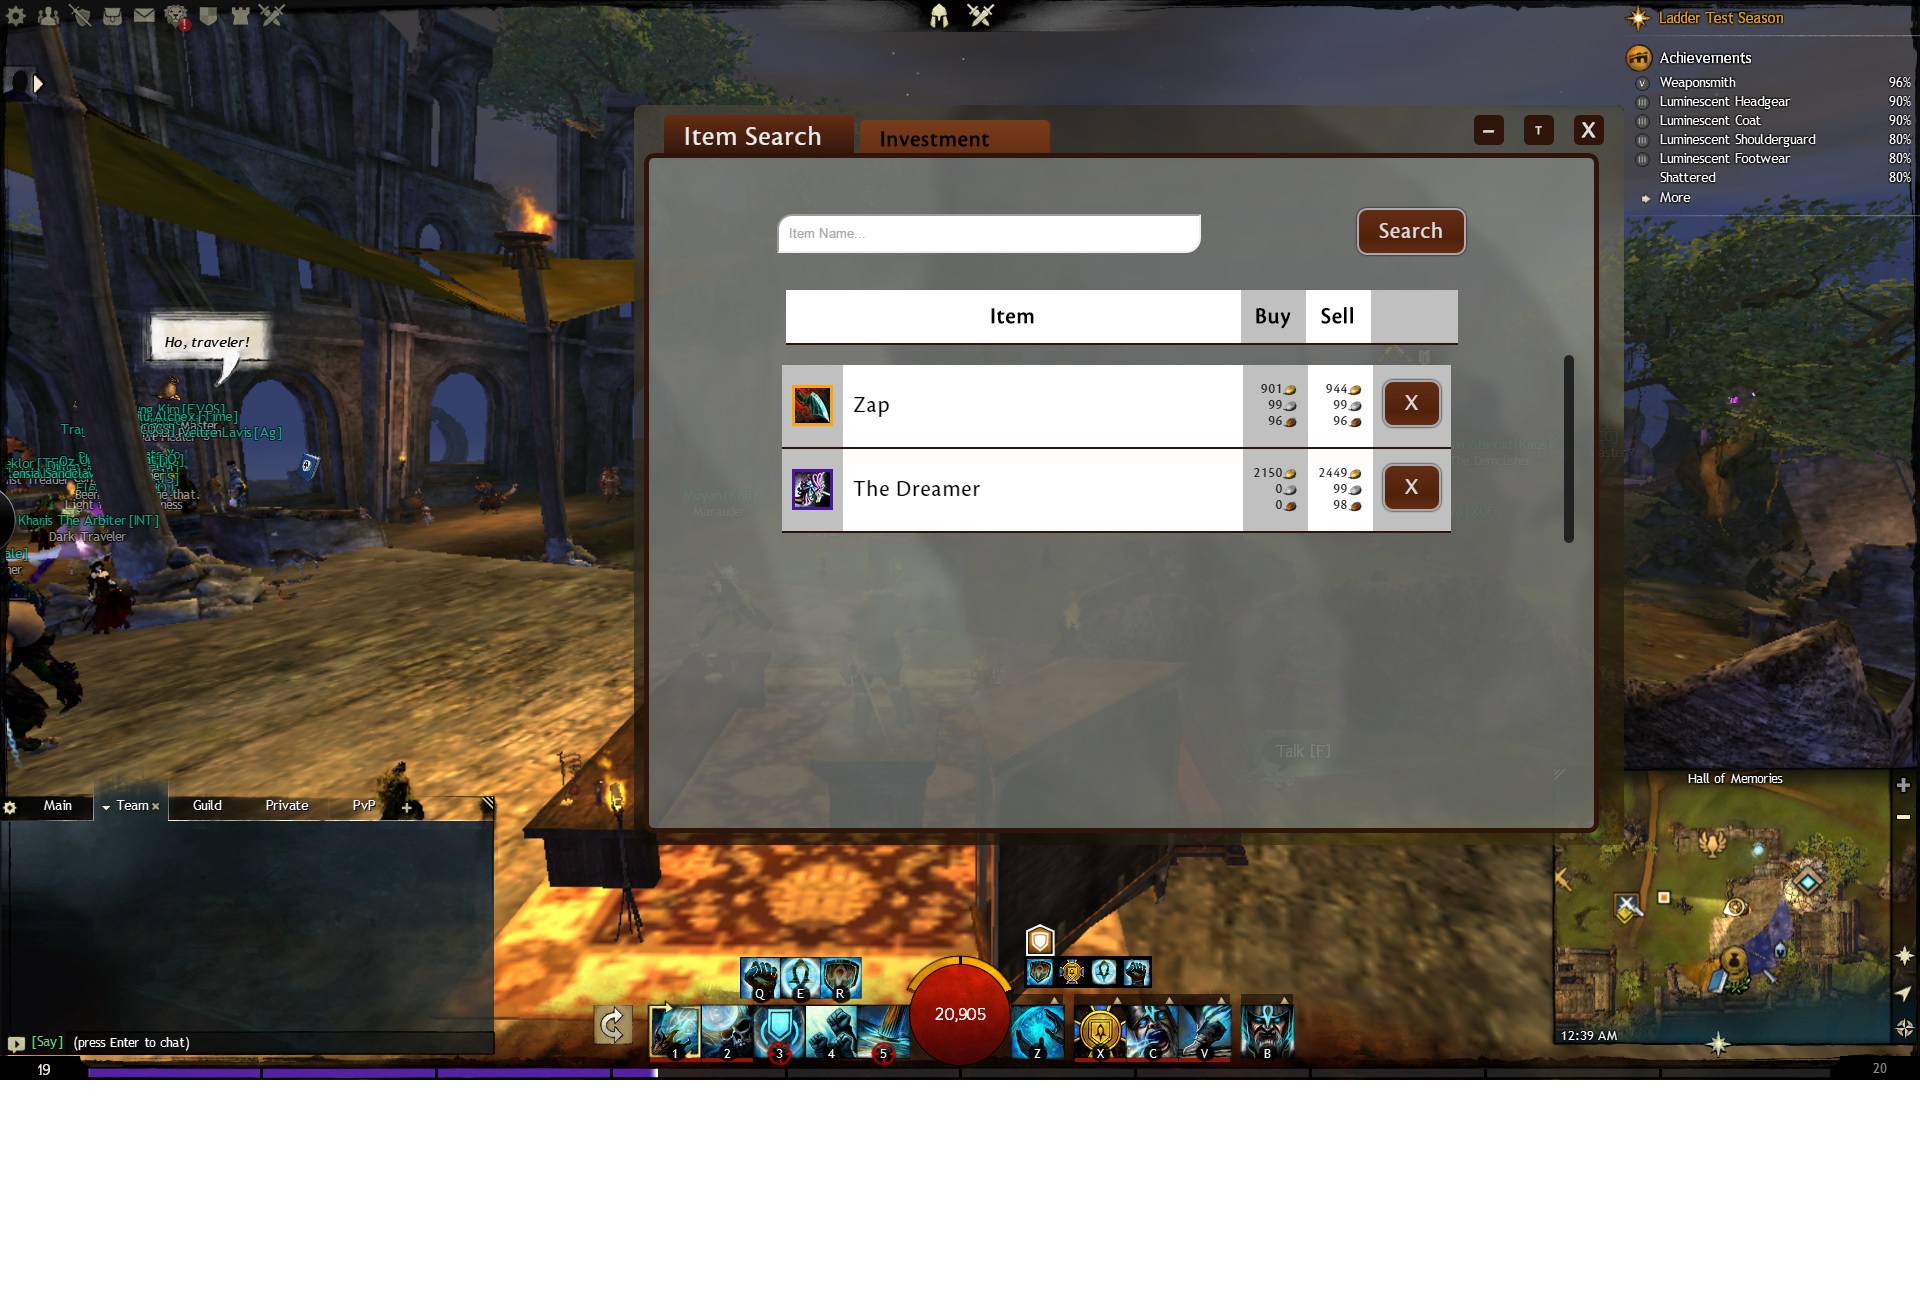 Ladder Test Season
Achievements
Weaponsmith 96%
Luminescent Headgear 90%
Luminescent Coat 90%
Luminescent Shoulderguard 80%
Luminescent Footwear 80%
Shattered 80%
More
Item Search
Investment
– T X
Item Name...
Search
Item Buy Sell
Zap
901 944
99 99
96 96
X
The Dreamer
2150 2449
0 99
0 98
X
Ho, traveler!
Kharis The Arbiter [INT]
Dark Traveler
Talk [F]
Main Team Guild Private PvP
[Say] (press Enter to chat)
Hall of Memories
12:39 AM
Q E R
20,905
1 2 3 4 5
Z X C V B
19
20